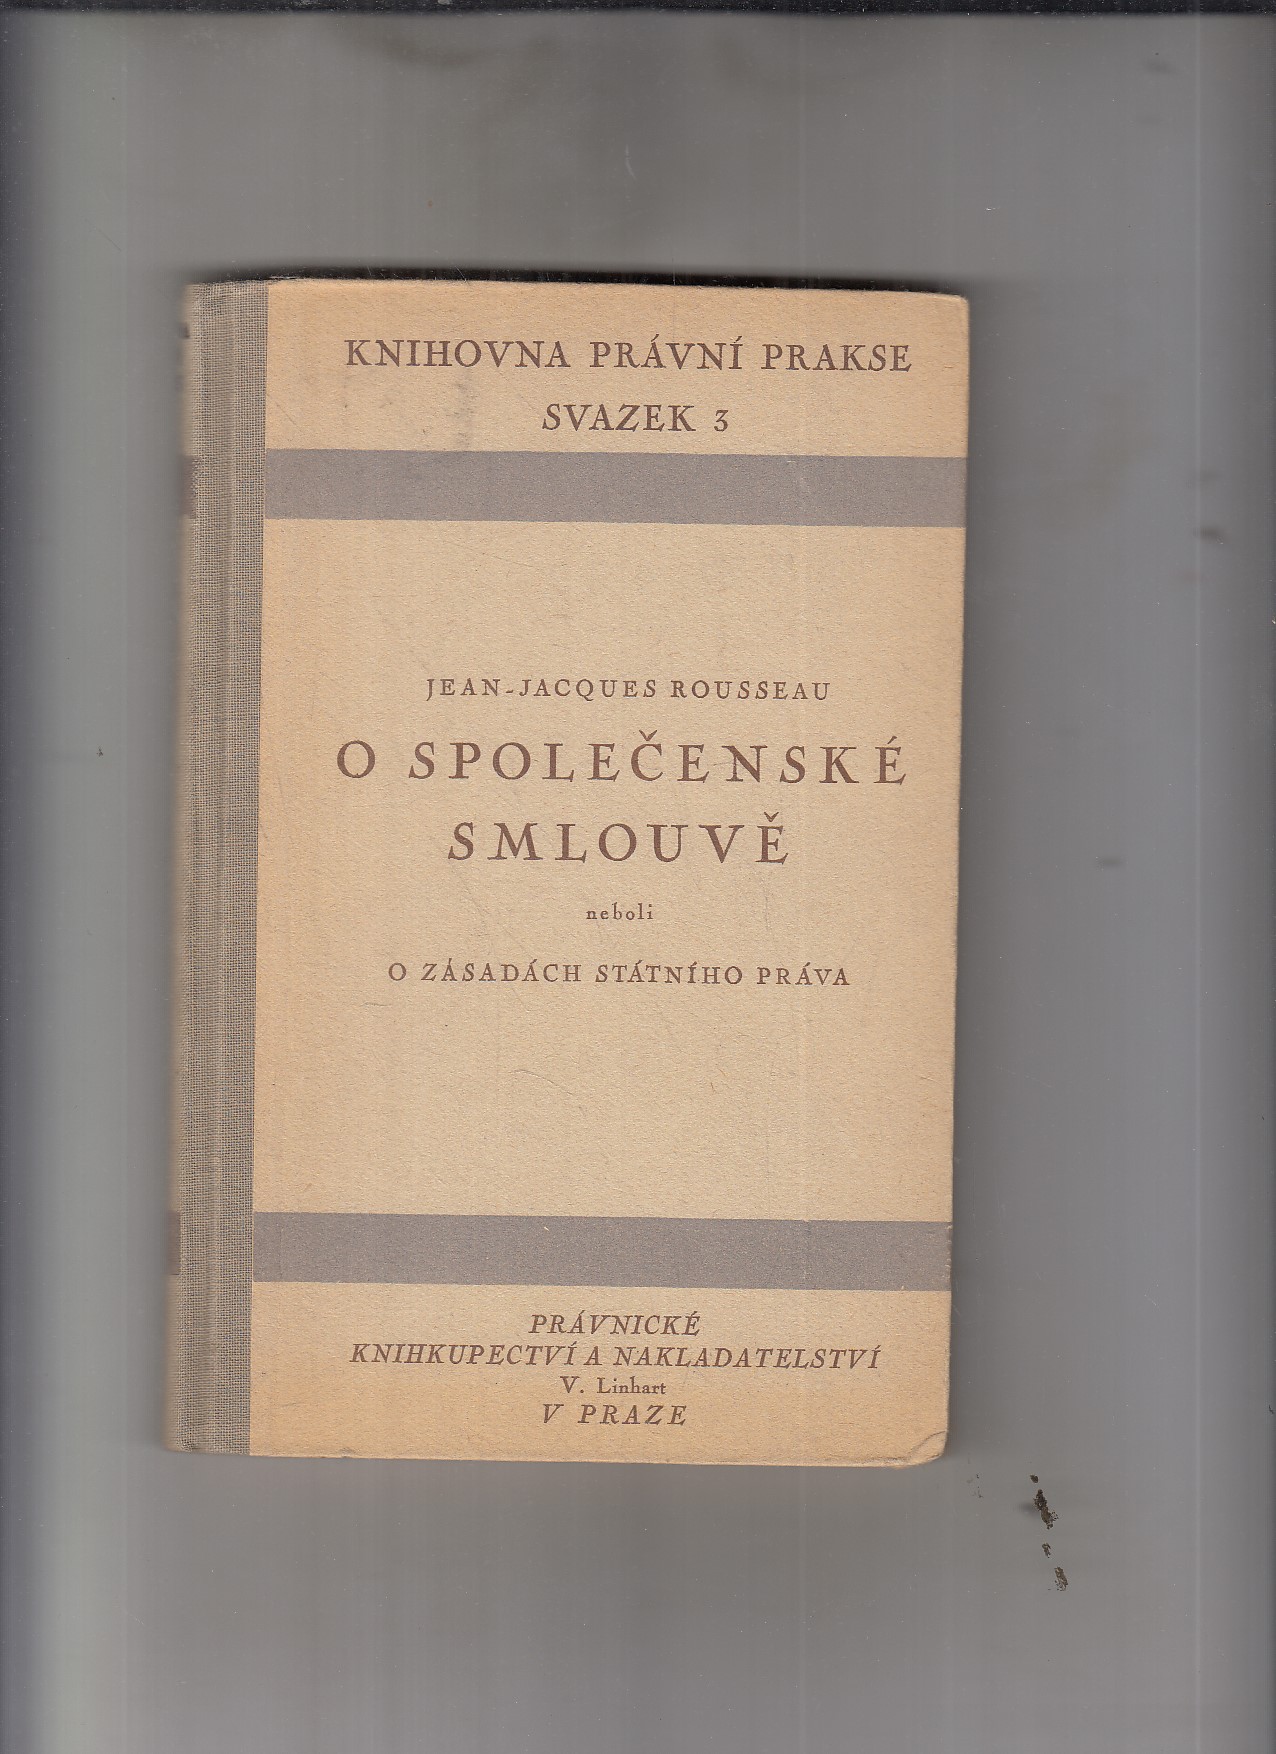 KNIHOVNA PRÁVNÍ PRAKSE
SVAZEK 3
JEAN-JACQUES ROUSSEAU
O SPOLEČENSKÉ
SMLOUVĚ
neboli
O ZÁSADÁCH STÁTNÍHO PRÁVA
PRÁVNICKÉ
KNIHKUPECTVÍ A NAKLADATELSTVÍ
V. Linhart
V PRAZE